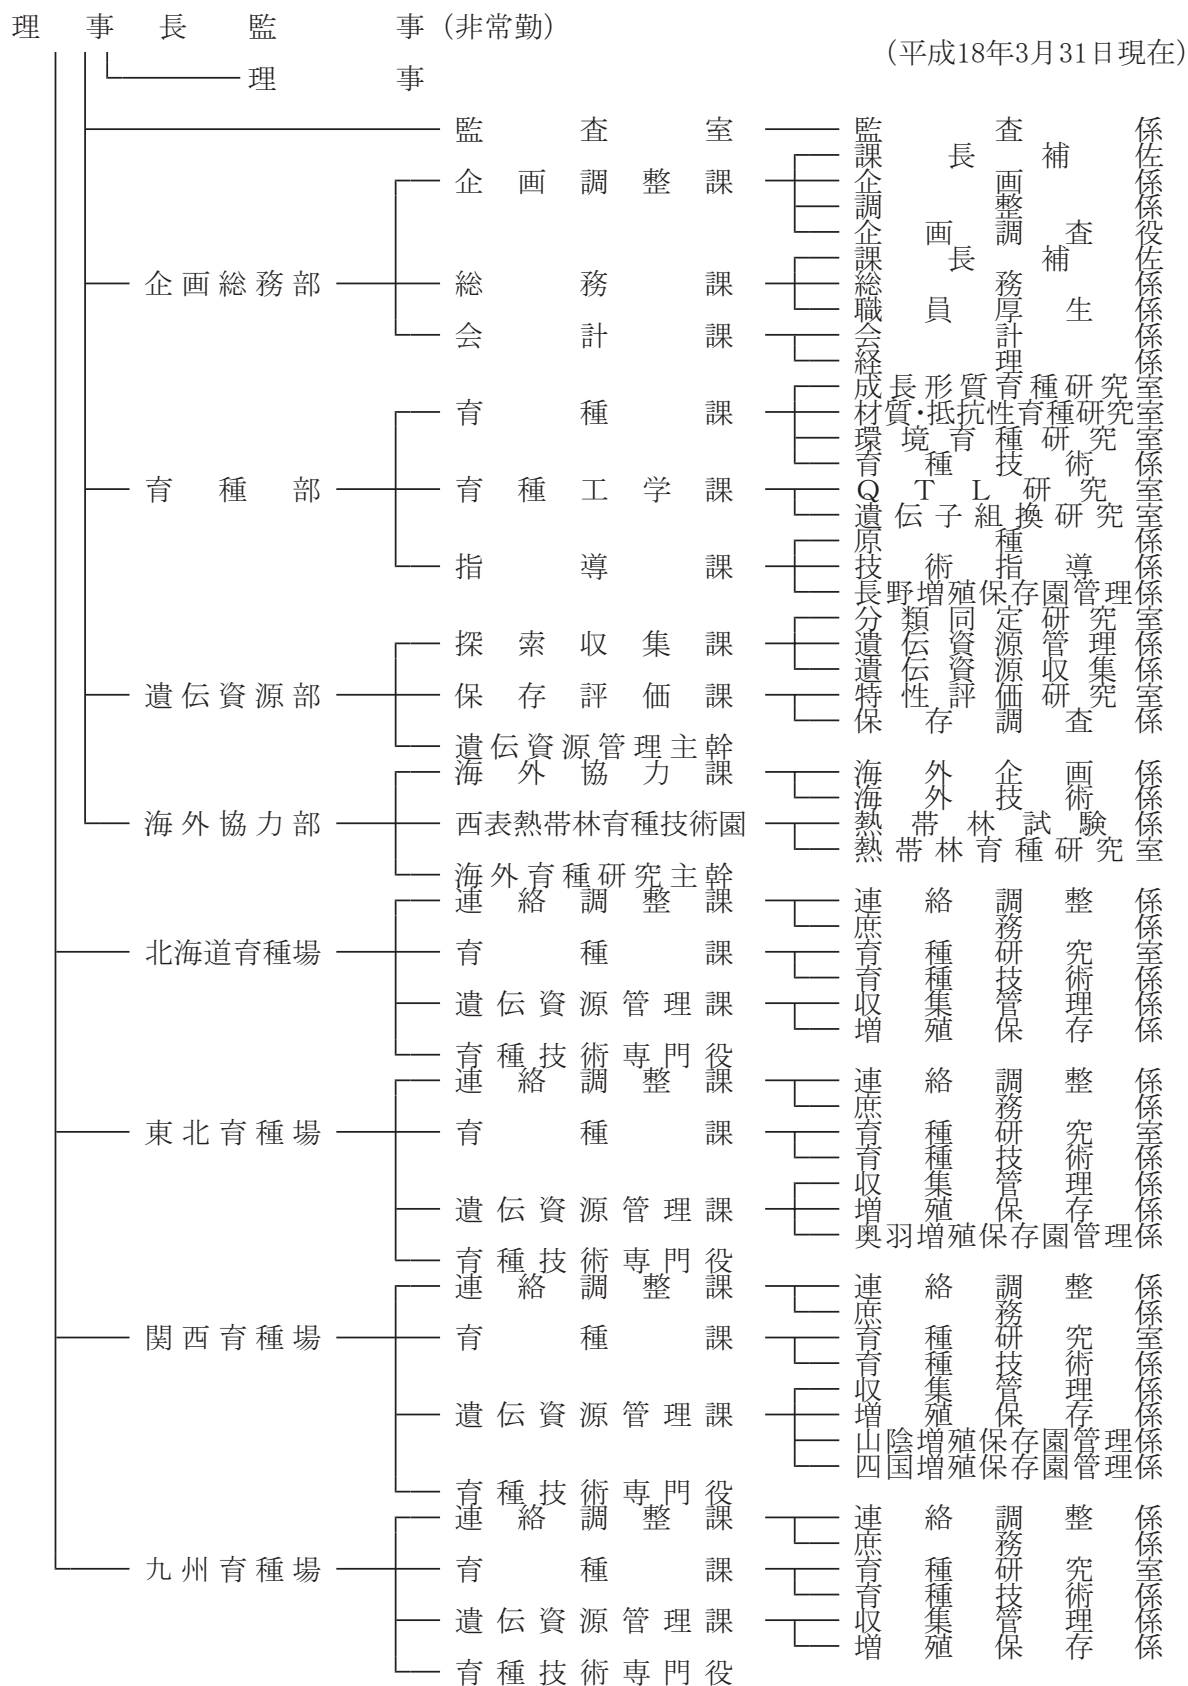 理事長 監事(非常勤)
(平成18年3月31日現在)
理事
監査室 監査係
課長補佐
企画調整課 企画係
調整係
企画調査役
課長補佐
企画総務部 総務課 総務係
職員厚生係
会計課 会計係
経理係
成長形質育種研究室
育種課 材質・抵抗性育種研究室
環境育種研究室
育種技術係
育種部 育種工学課 QTL研究室
遺伝子組換研究室
原種係
指導課 技術指導係
長野増殖保存園管理係
分類同定研究室
探索収集課 遺伝資源管理係
遺伝資源収集係
遺伝資源部 保存評価課 特性評価研究室
保存調査係
遺伝資源管理主幹
海外協力課 海外企画係
海外技術係
海外協力部 西表熱帯林育種技術園 熱帯林試験係
熱帯林育種研究室
海外育種研究主幹
連絡調整課 連絡調整係
庶務係
北海道育種場 育種課 育種研究室
育種技術係
遺伝資源管理課 収集管理係
増殖保存係
育種技術専門役
連絡調整課 連絡調整係
庶務係
東北育種場 育種課 育種研究室
育種技術係
収集管理係
遺伝資源管理課 増殖保存係
奥羽増殖保存園管理係
育種技術専門役
連絡調整課 連絡調整係
庶務係
関西育種場 育種課 育種研究室
育種技術係
収集管理係
遺伝資源管理課 増殖保存係
山陰増殖保存園管理係
四国増殖保存園管理係
育種技術専門役
連絡調整課 連絡調整係
庶務係
九州育種場 育種課 育種研究室
育種技術係
遺伝資源管理課 収集管理係
増殖保存係
育種技術専門役